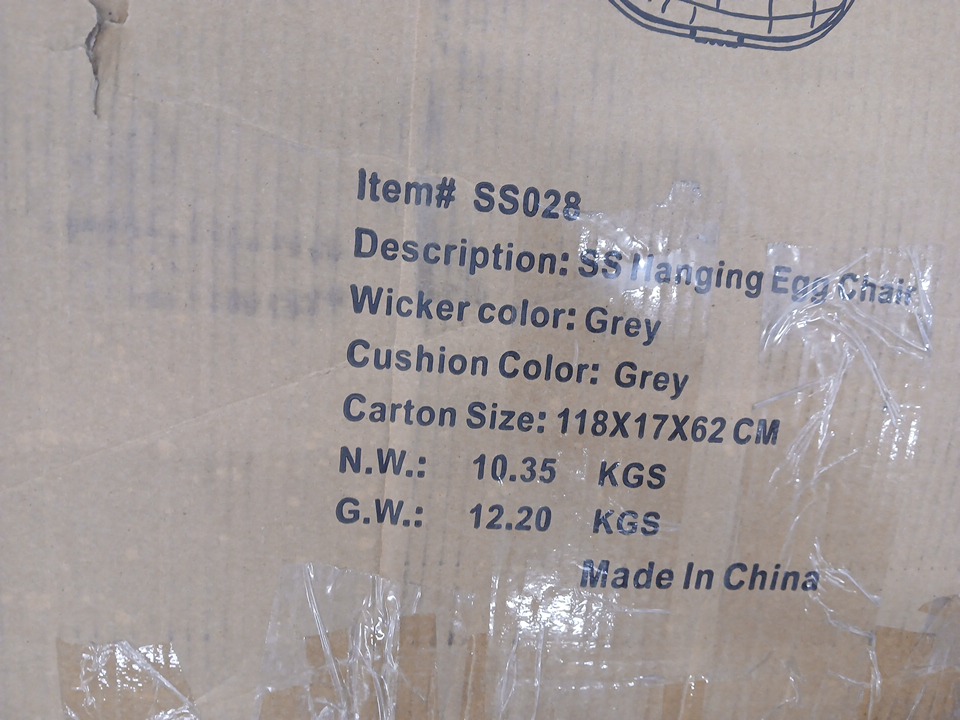 Item# SS028
Description: SS Hanging Egg Chair
Wicker color: Grey
Cushion Color: Grey
Carton Size: 118X17X62 CM
N.W.: 10.35 KGS
G.W.: 12.20 KGS
Made In China